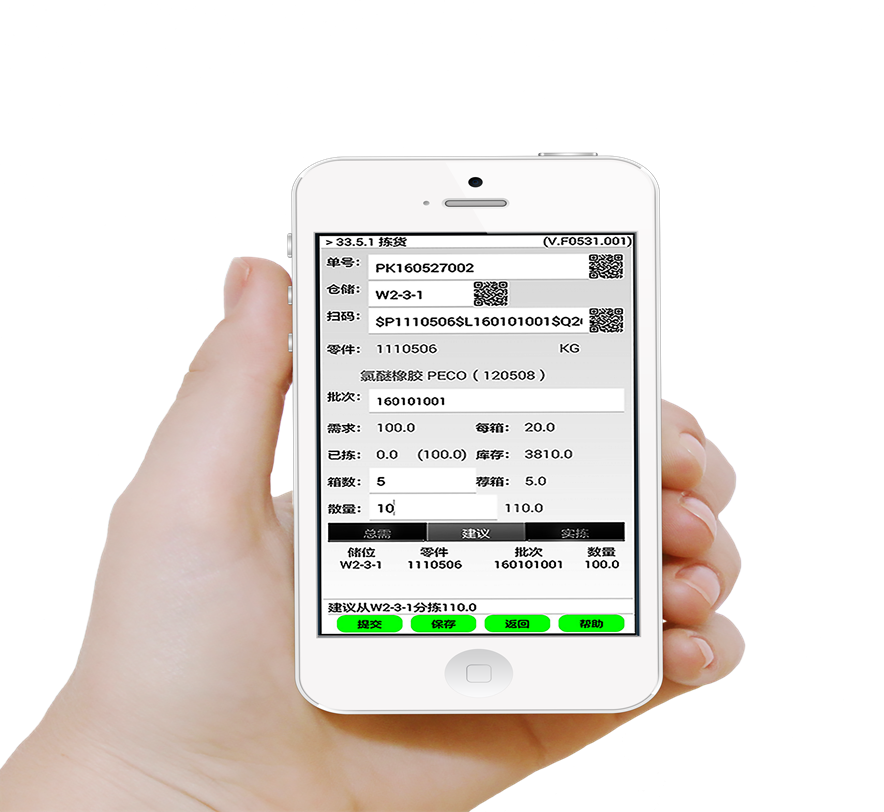 > 33.5.1 拣货 (V.F0531.001)
单号： PK160527002
仓储： W2-3-1
扫码： $P1110506$L160101001$Q2
零件： 1110506 KG
氯醚橡胶 PECO ( 120508 )
批次： 160101001
需求： 100.0 每箱： 20.0
已拣： 0.0 (100.0) 库存： 3810.0
箱数： 5 荐箱： 5.0
散量： 10 110.0
总需 建议 实拣
储位 零件 批次 数量
W2-3-1 1110506 160101001 100.0
建议从W2-3-1分拣110.0
提交 保存 返回 帮助